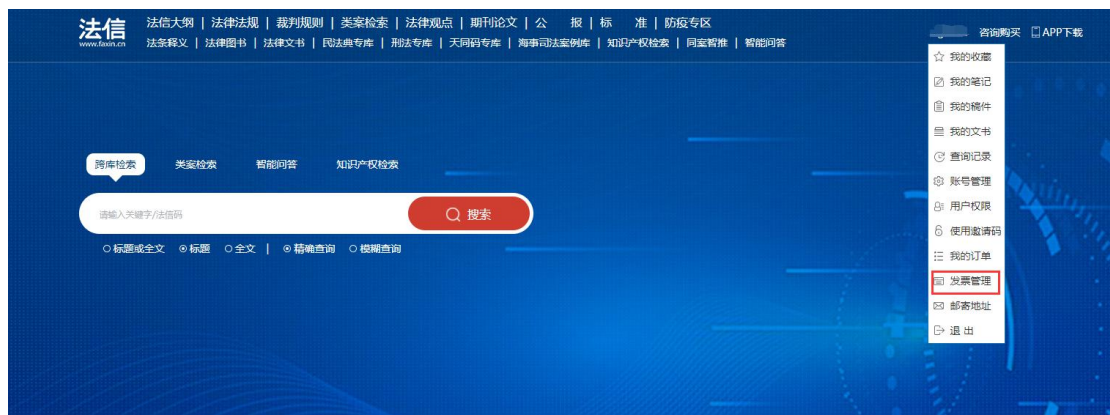 法信 法信大纲 | 法律法规 | 裁判规则 | 类案检索 | 法律观点 | 期刊论文 | 公 报 | 标 准 | 防疫专区
www.faxin.cn 法条释义 | 法律图书 | 法律文书 | 民法典专库 | 刑法专库 | 天同码专库 | 海事司法案例库 | 知识产权检索 | 同案智推 | 智能问答
咨询购买 APP下载
我的收藏
我的笔记
我的稿件
我的文书
查询记录
账号管理
用户权限
使用邀请码
我的订单
发票管理
邮寄地址
退出
跨库检索 类案检索 智能问答 知识产权检索
请输入关键字/法信码 搜索
标题或全文 标题 全文 | 精确查询 模糊查询